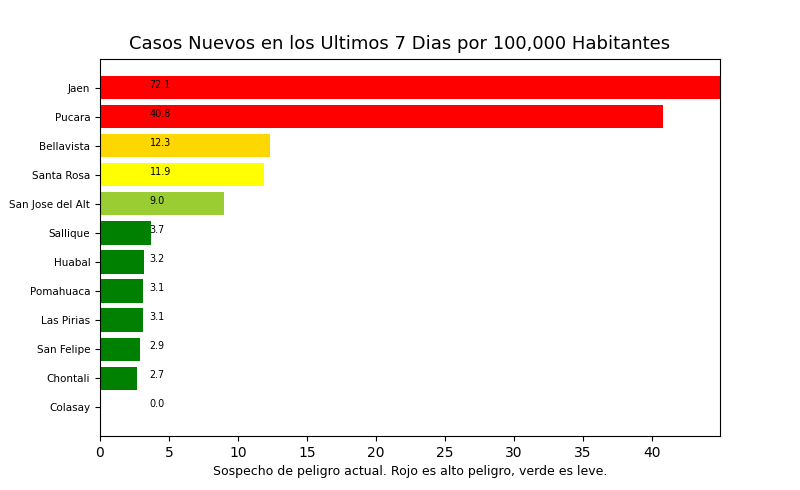 Casos Nuevos en los Ultimos 7 Dias por 100,000 Habitantes
Jaen 72.1
Pucara 40.8
Bellavista 12.3
Santa Rosa 11.9
San Jose del Alt 9.0
Sallique 3.7
Huabal 3.2
Pomahuaca 3.1
Las Pirias 3.1
San Felipe 2.9
Chontali 2.7
Colasay 0.0
0 5 10 15 20 25 30 35 40
Sospecho de peligro actual. Rojo es alto peligro, verde es leve.